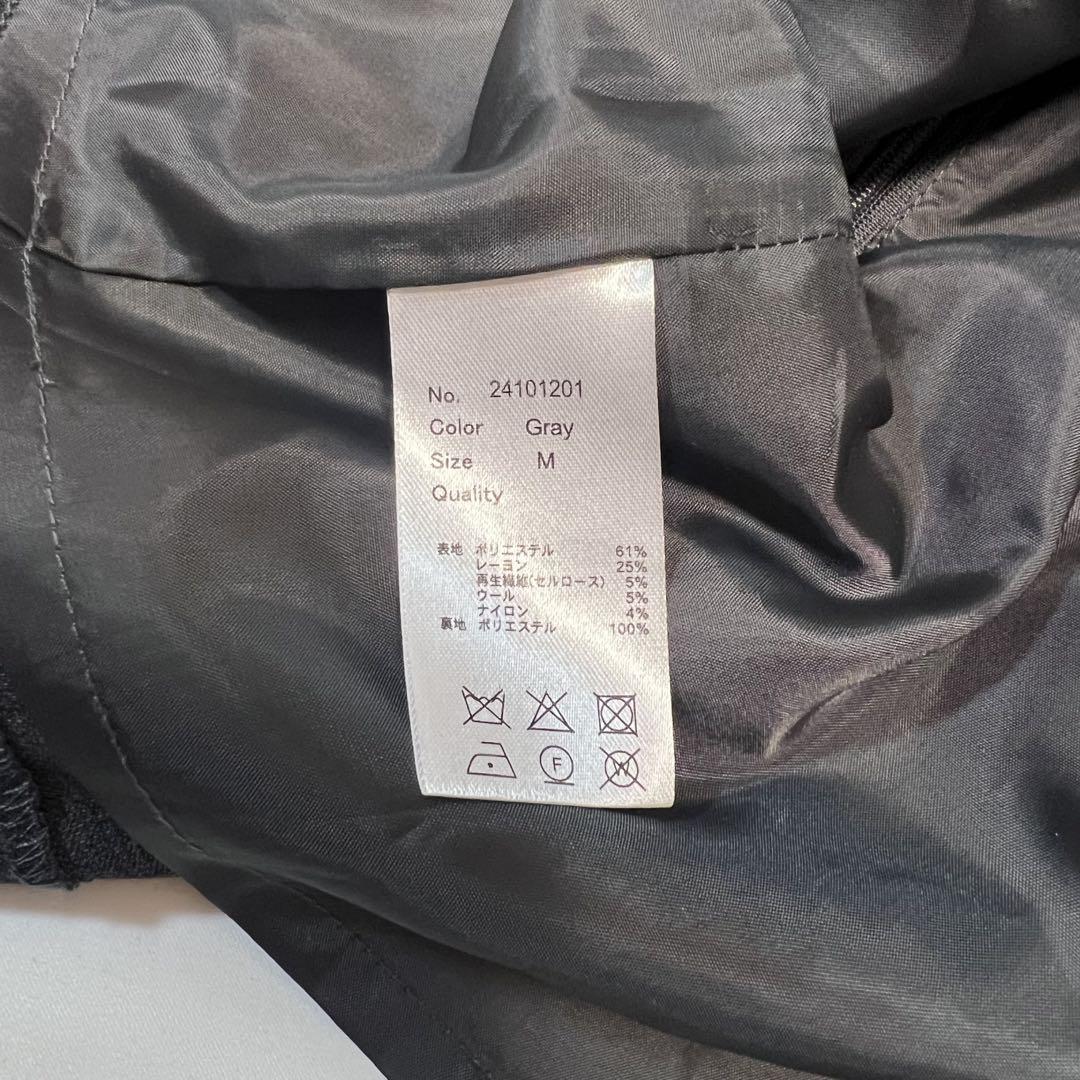 No. 24101201
Color Gray
Size M
Quality
表地 ポリエステル 61%
レーヨン 25%
再生繊維(セルロース) 5%
ウール 5%
ナイロン 4%
裏地 ポリエステル 100%
F
W